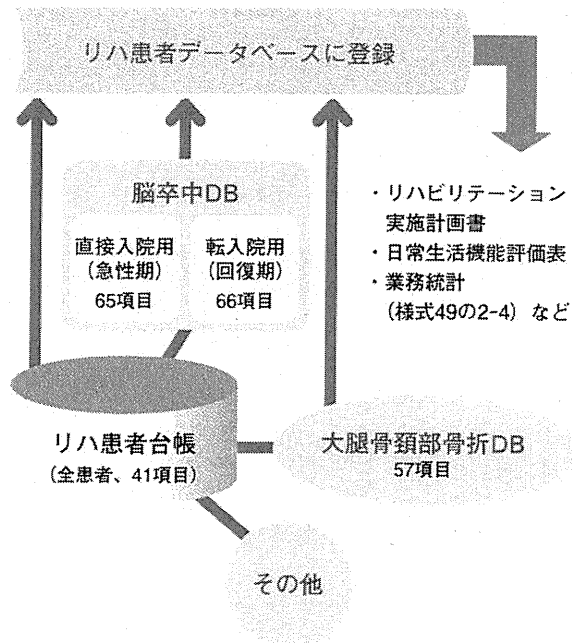 リハ患者データベースに登録
脳卒中DB
直接入院用
(急性期)
65項目
転入院用
(回復期)
66項目
・リハビリテーション
実施計画書
・日常生活機能評価表
・業務統計
(様式49の2-4) など
リハ患者台帳
(全患者、41項目)
大腿骨頚部骨折DB
57項目
その他